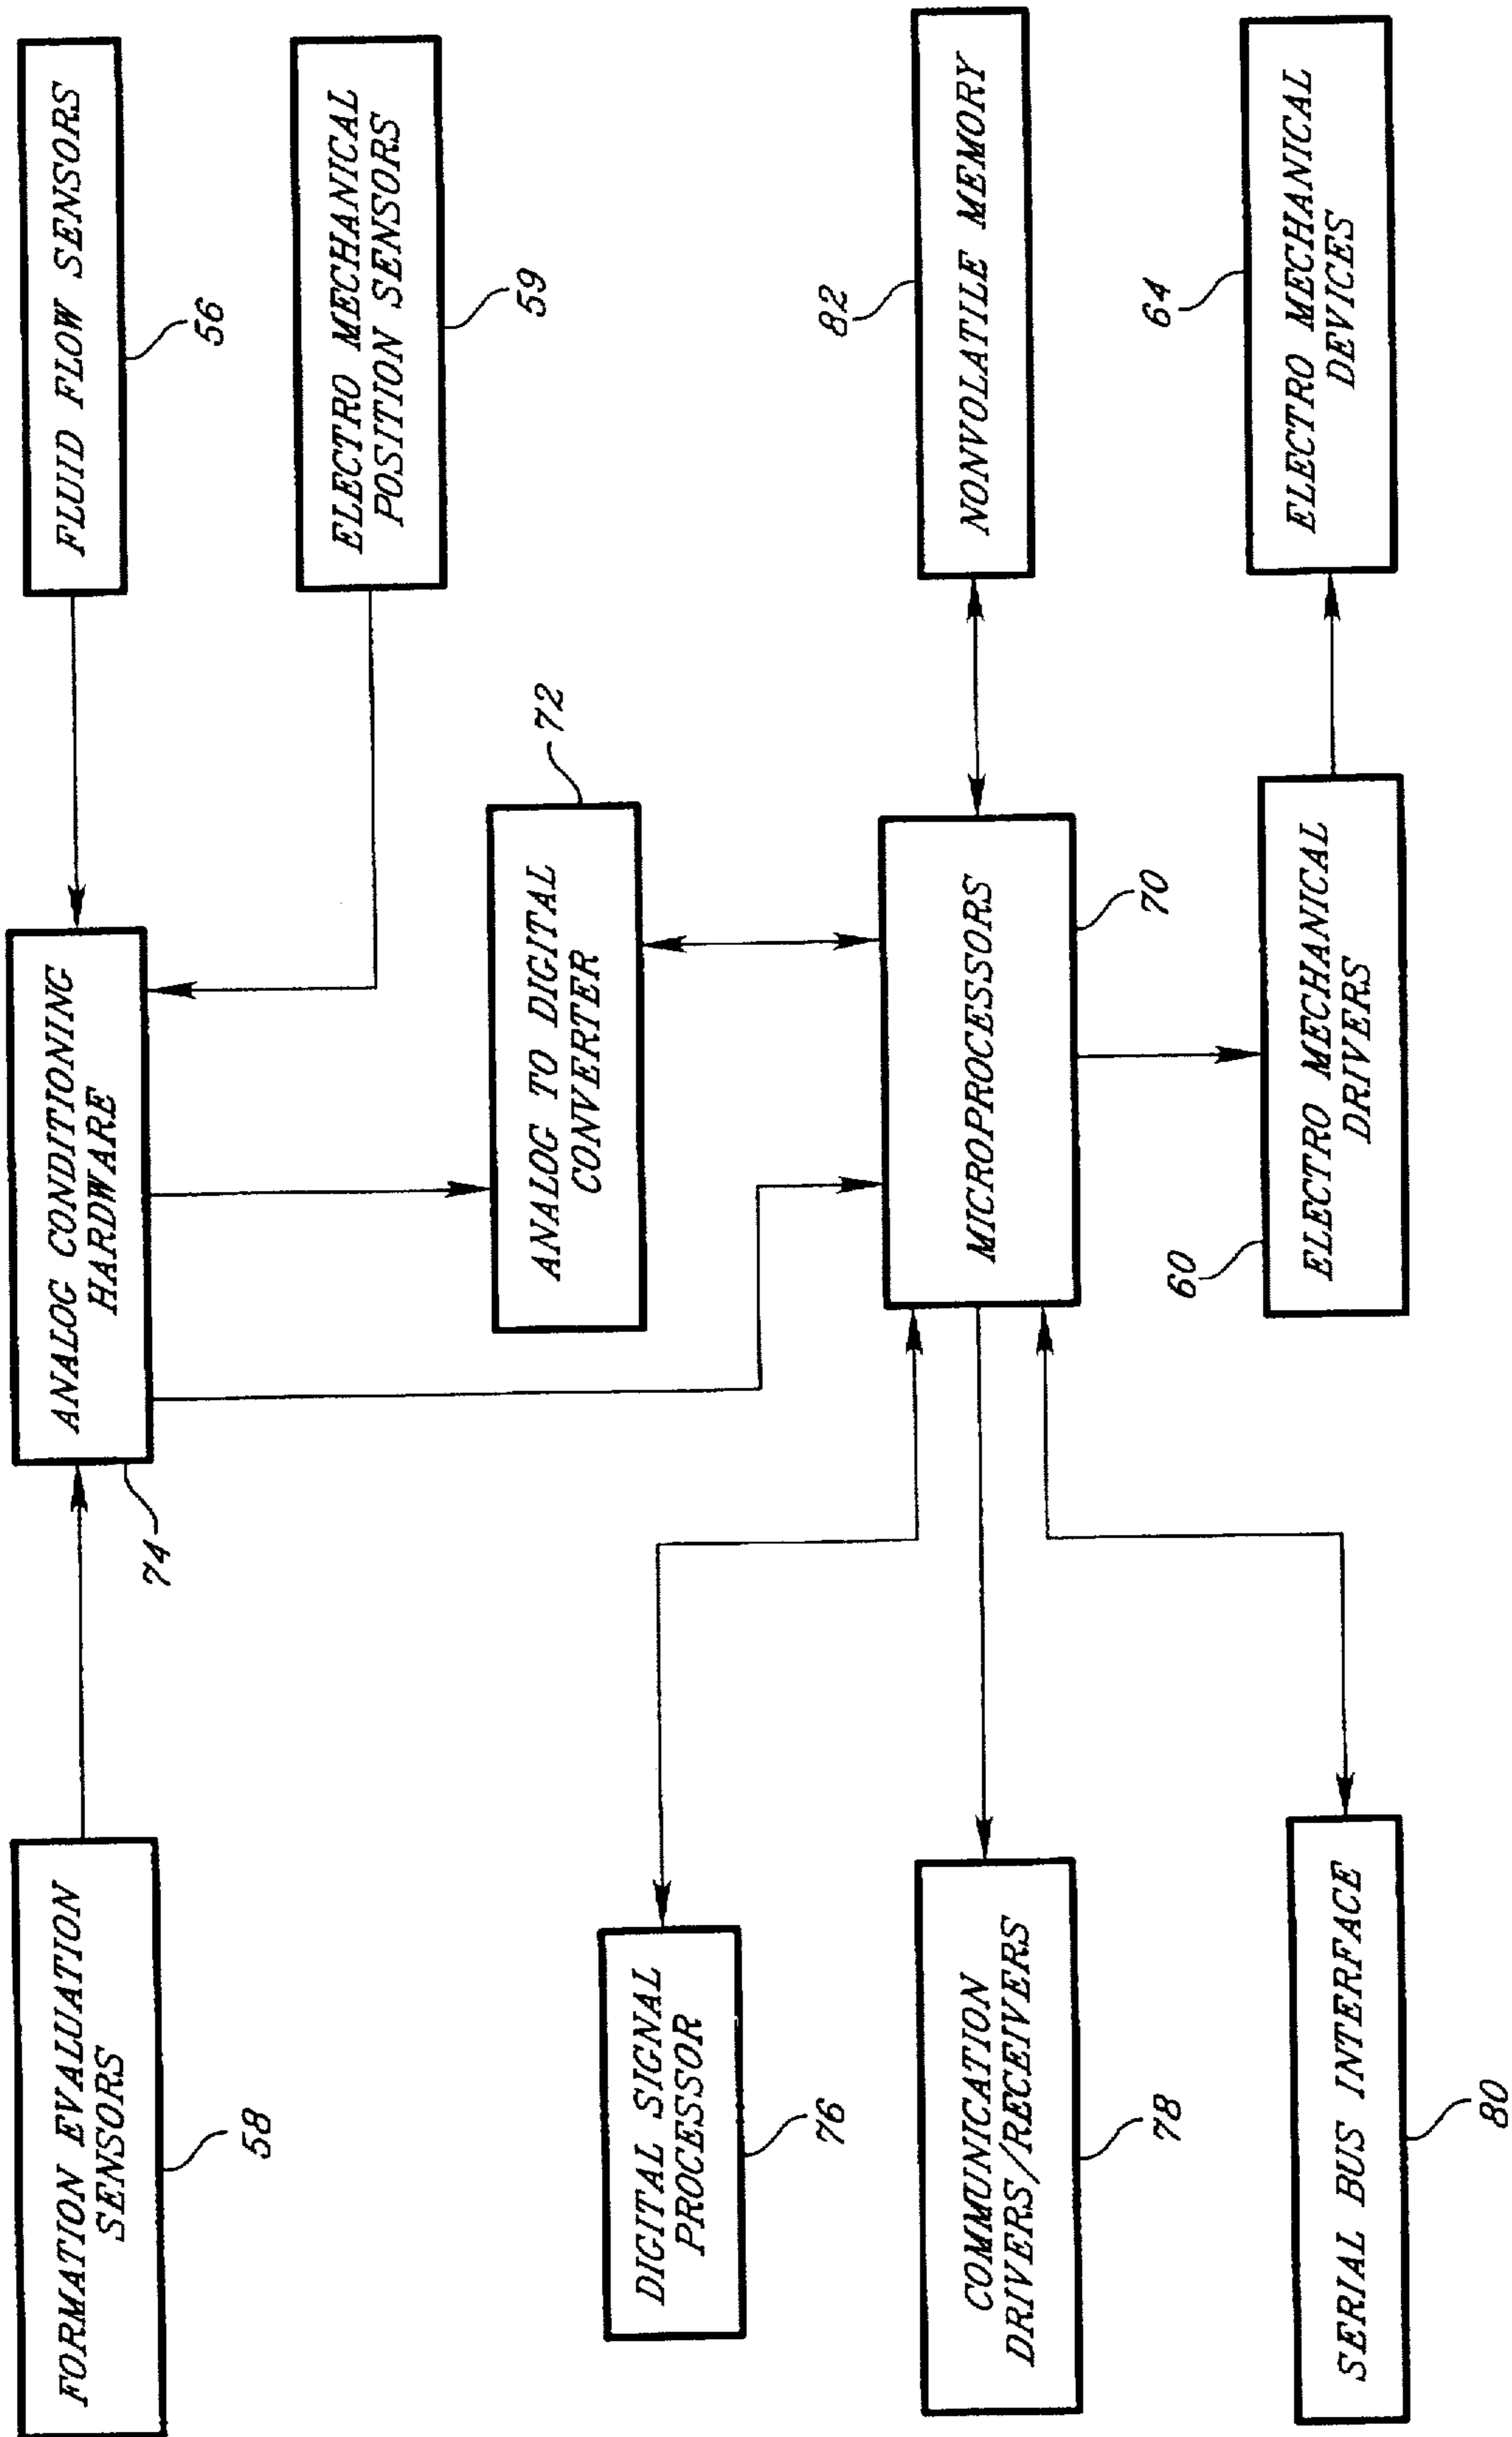 FORMATION EVALUATION
SENSORS
58
ANALOG CONDITIONING
HARDWARE
74
FLUID FLOW SENSORS
56
ELECTRO MECHANICAL
POSITION SENSORS
59
ANALOG TO DIGITAL
CONVERTER
72
DIGITAL SIGNAL
PROCESSOR
76
COMMUNICATION
DRIVERS/RECEIVERS
78
MICROPROCESSORS
70
NONVOLATILE MEMORY
82
SERIAL BUS INTERFACE
80
ELECTRO MECHANICAL
DRIVERS
60
ELECTRO MECHANICAL
DEVICES
64